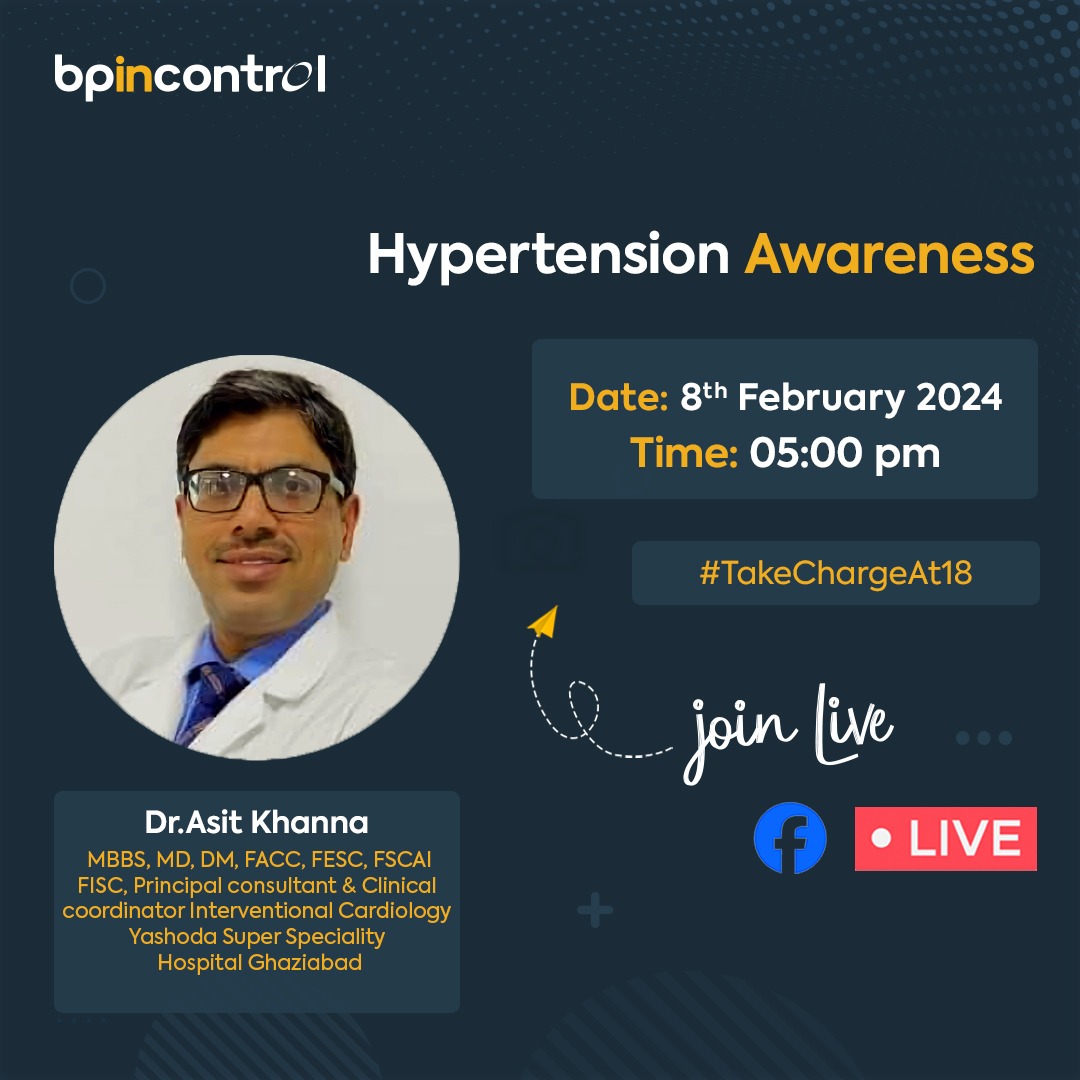 bpincontrol
Hypertension Awareness
Date: 8th February 2024
Time: 05:00 pm
#TakeChargeAt18
join Live
LIVE
Dr.Asit Khanna
MBBS, MD, DM, FACC, FESC, FSCAI
FISC, Principal consultant & Clinical
coordinator Interventional Cardiology
Yashoda Super Speciality
Hospital Ghaziabad